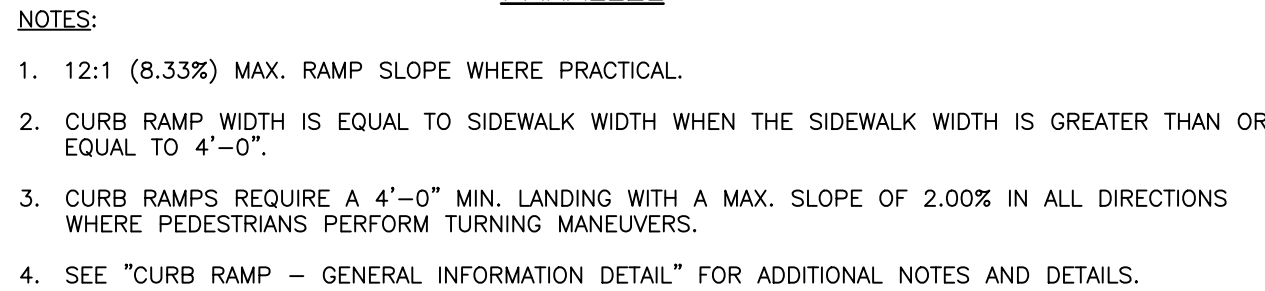 NOTES:
1. 12:1 (8.33%) MAX. RAMP SLOPE WHERE PRACTICAL.
2. CURB RAMP WIDTH IS EQUAL TO SIDEWALK WIDTH WHEN THE SIDEWALK WIDTH IS GREATER THAN OR
EQUAL TO 4'–0".
3. CURB RAMPS REQUIRE A 4'–0" MIN. LANDING WITH A MAX. SLOPE OF 2.00% IN ALL DIRECTIONS
WHERE PEDESTRIANS PERFORM TURNING MANEUVERS.
4. SEE "CURB RAMP – GENERAL INFORMATION DETAIL" FOR ADDITIONAL NOTES AND DETAILS.